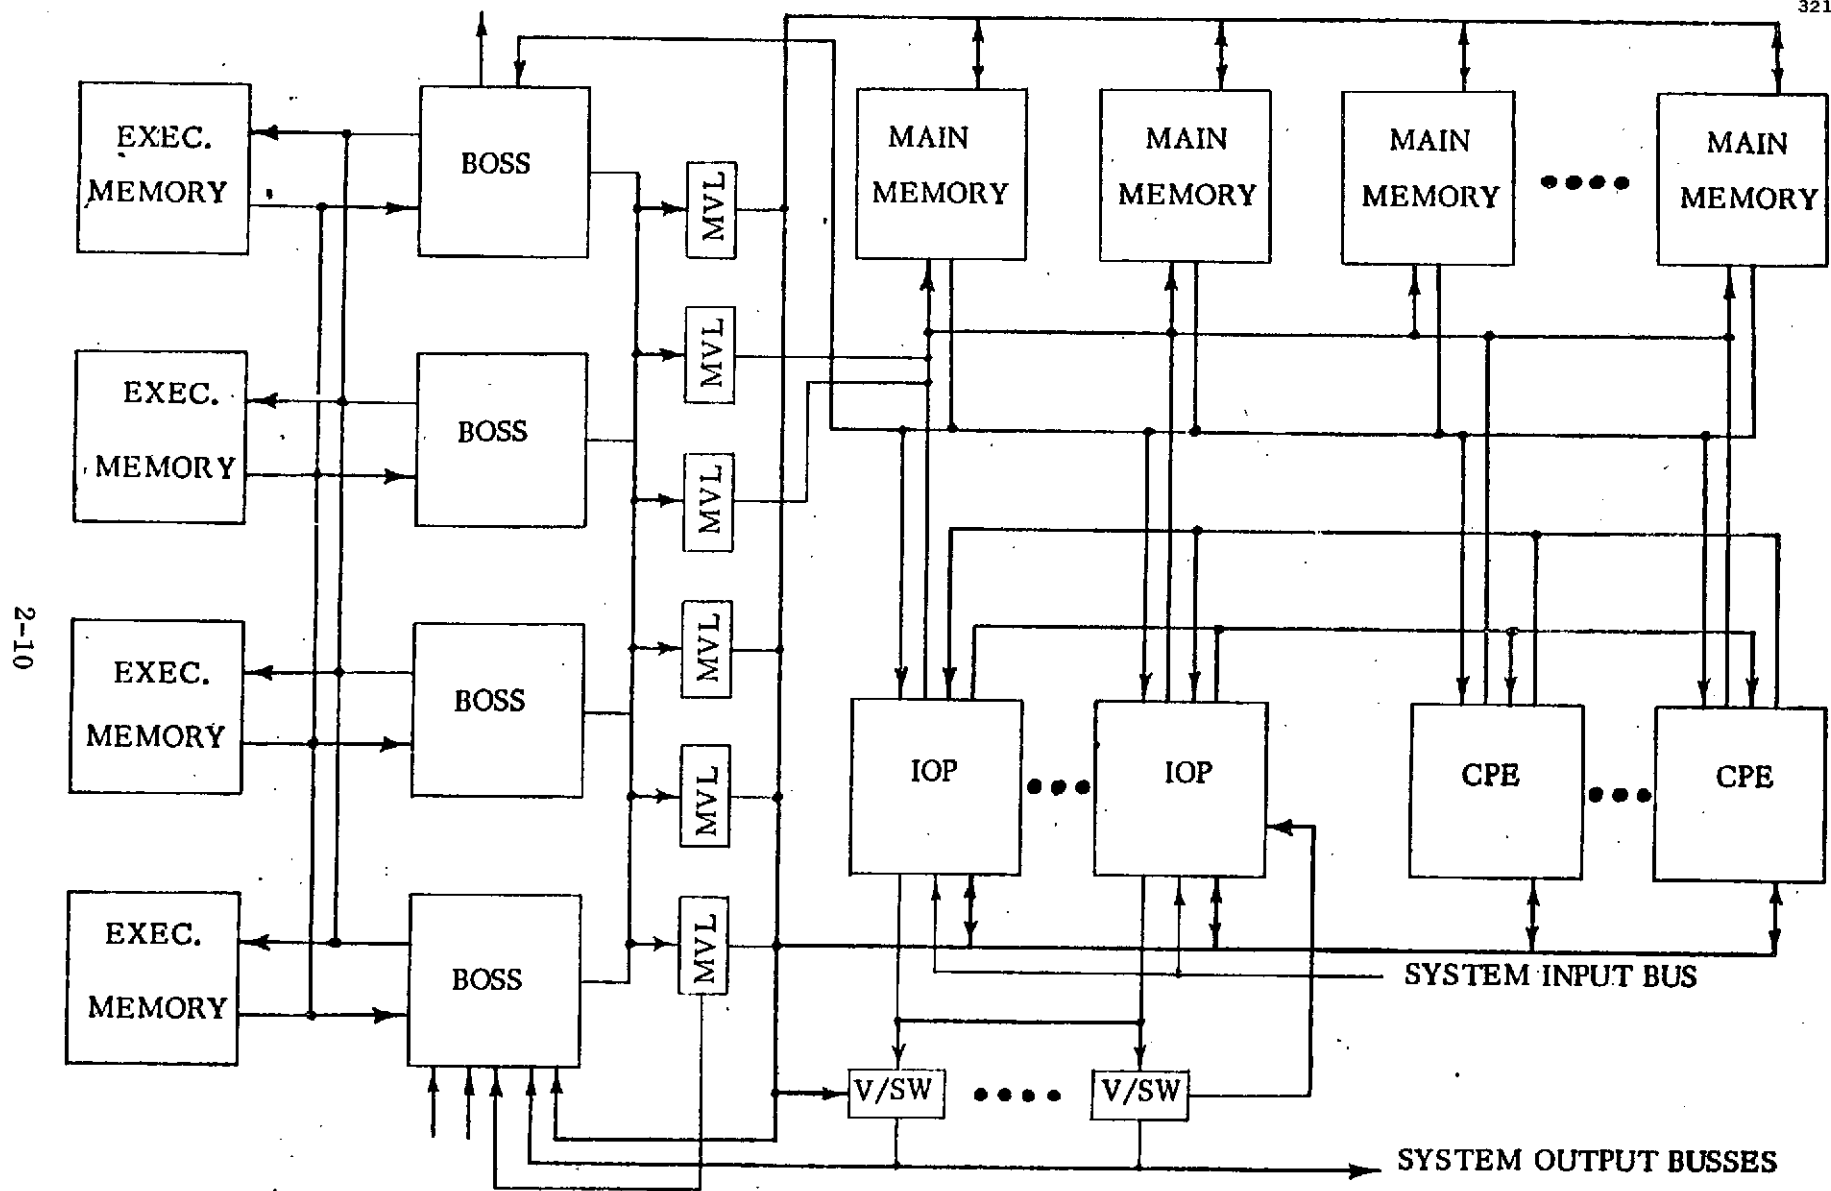 321
EXEC.
MEMORY
BOSS
MVL
MAIN
MEMORY
MAIN
MEMORY
MAIN
MEMORY
MAIN
MEMORY
EXEC.
MEMORY
BOSS
MVL
MVL
EXEC.
MEMORY
BOSS
MVL
MVL
IOP
IOP
CPE
CPE
EXEC.
MEMORY
BOSS
MVL
SYSTEM INPUT BUS
V/SW
V/SW
SYSTEM OUTPUT BUSSES
2-10